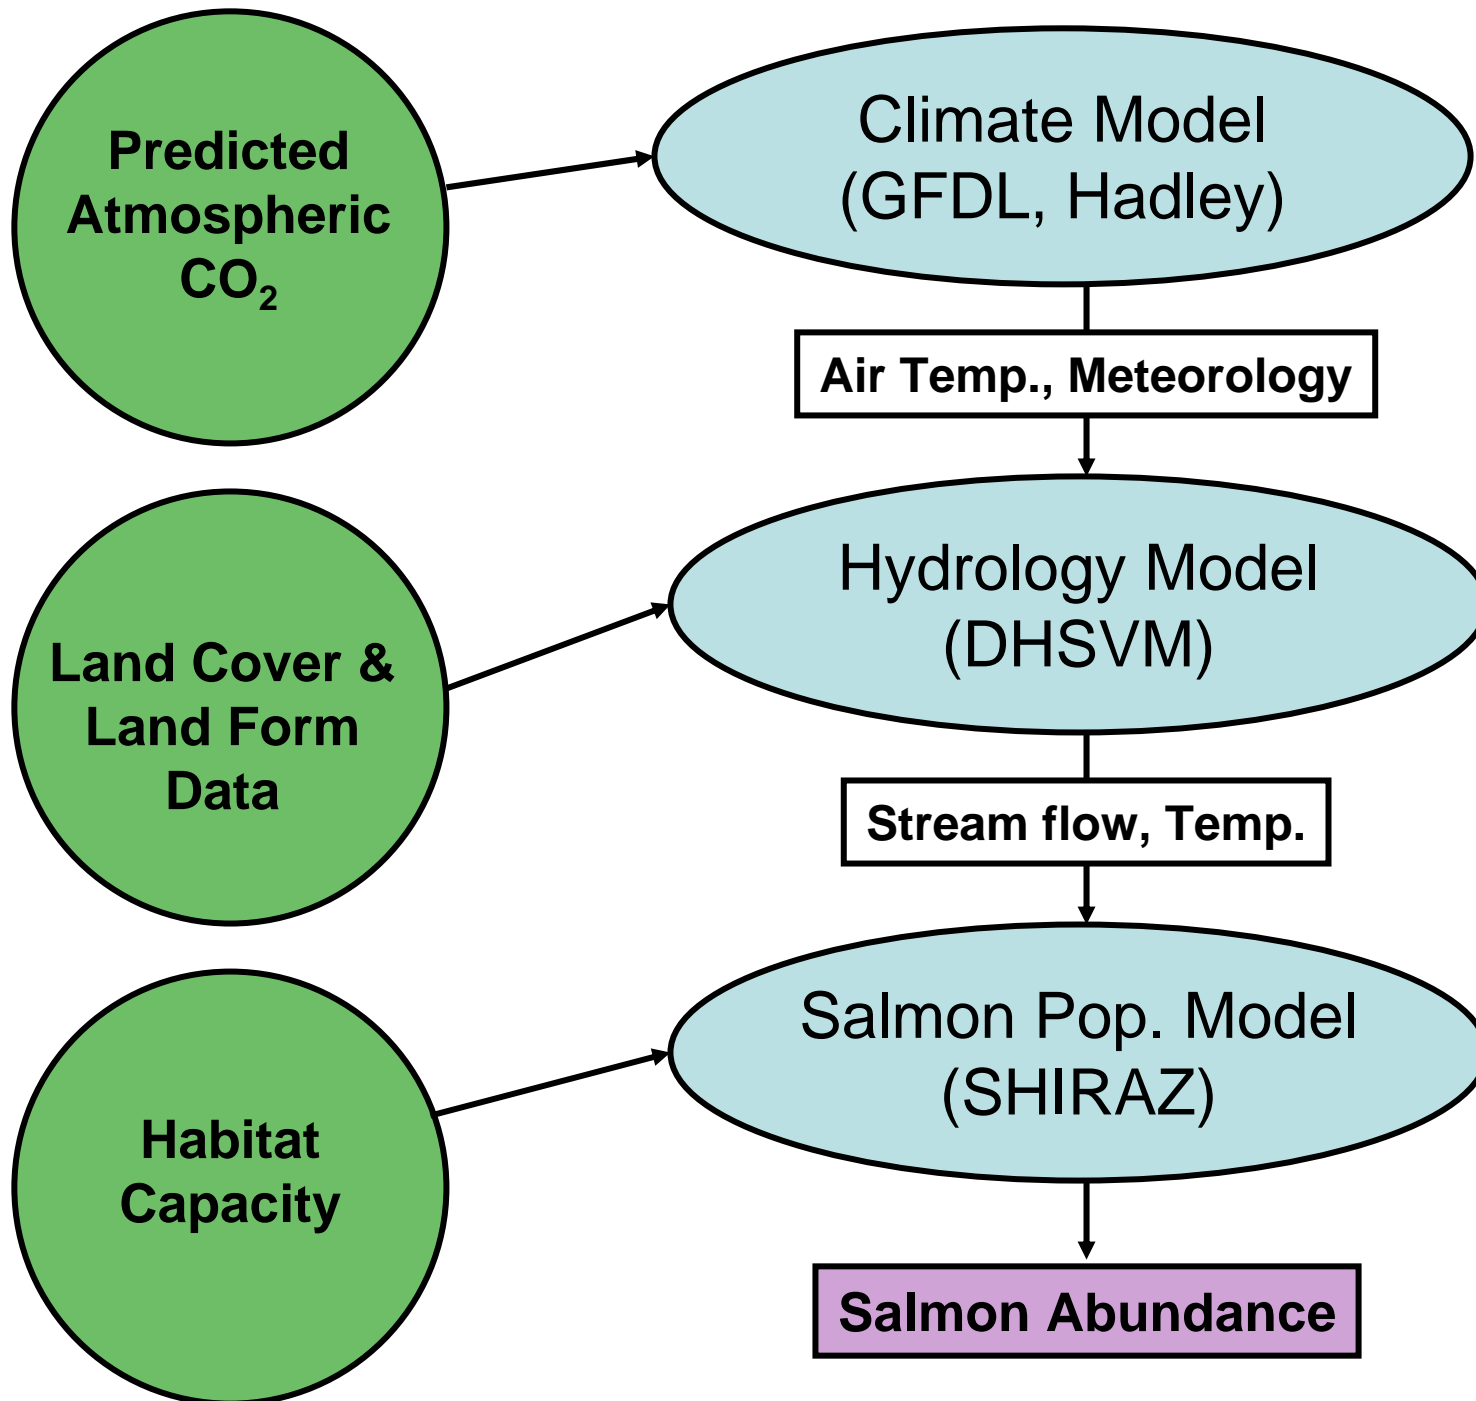 Predicted
Atmospheric
CO₂
Climate Model
(GFDL, Hadley)
Air Temp., Meteorology
Land Cover &
Land Form
Data
Hydrology Model
(DHSVM)
Stream flow, Temp.
Habitat
Capacity
Salmon Pop. Model
(SHIRAZ)
Salmon Abundance